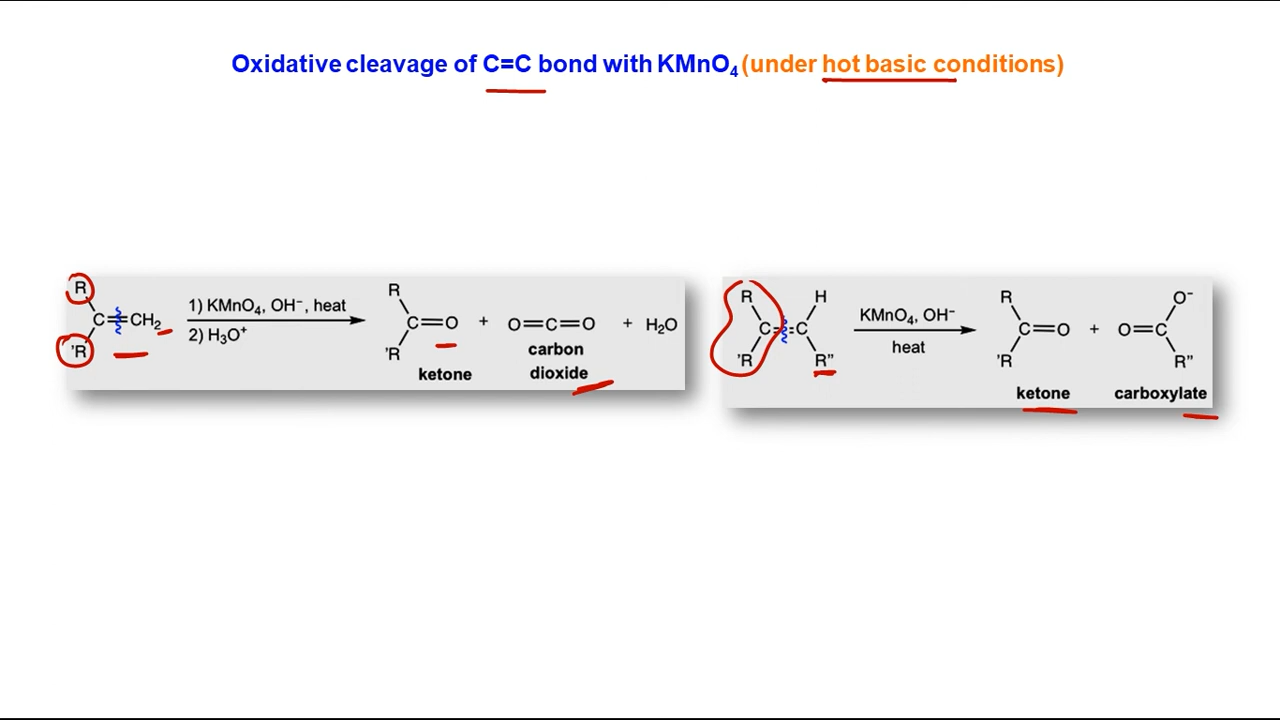 Oxidative cleavage of C=C bond with KMnO₄ (under hot basic conditions)
R
C=CH₂
'R
1) KMnO₄, OH⁻, heat
2) H₃O⁺
R
C=O
'R
ketone
+
O=C=O
carbon
dioxide
+ H₂O
R H
C=C
'R R"
KMnO₄, OH⁻
heat
R
C=O
'R
ketone
+
O⁻
O=C
R"
carboxylate